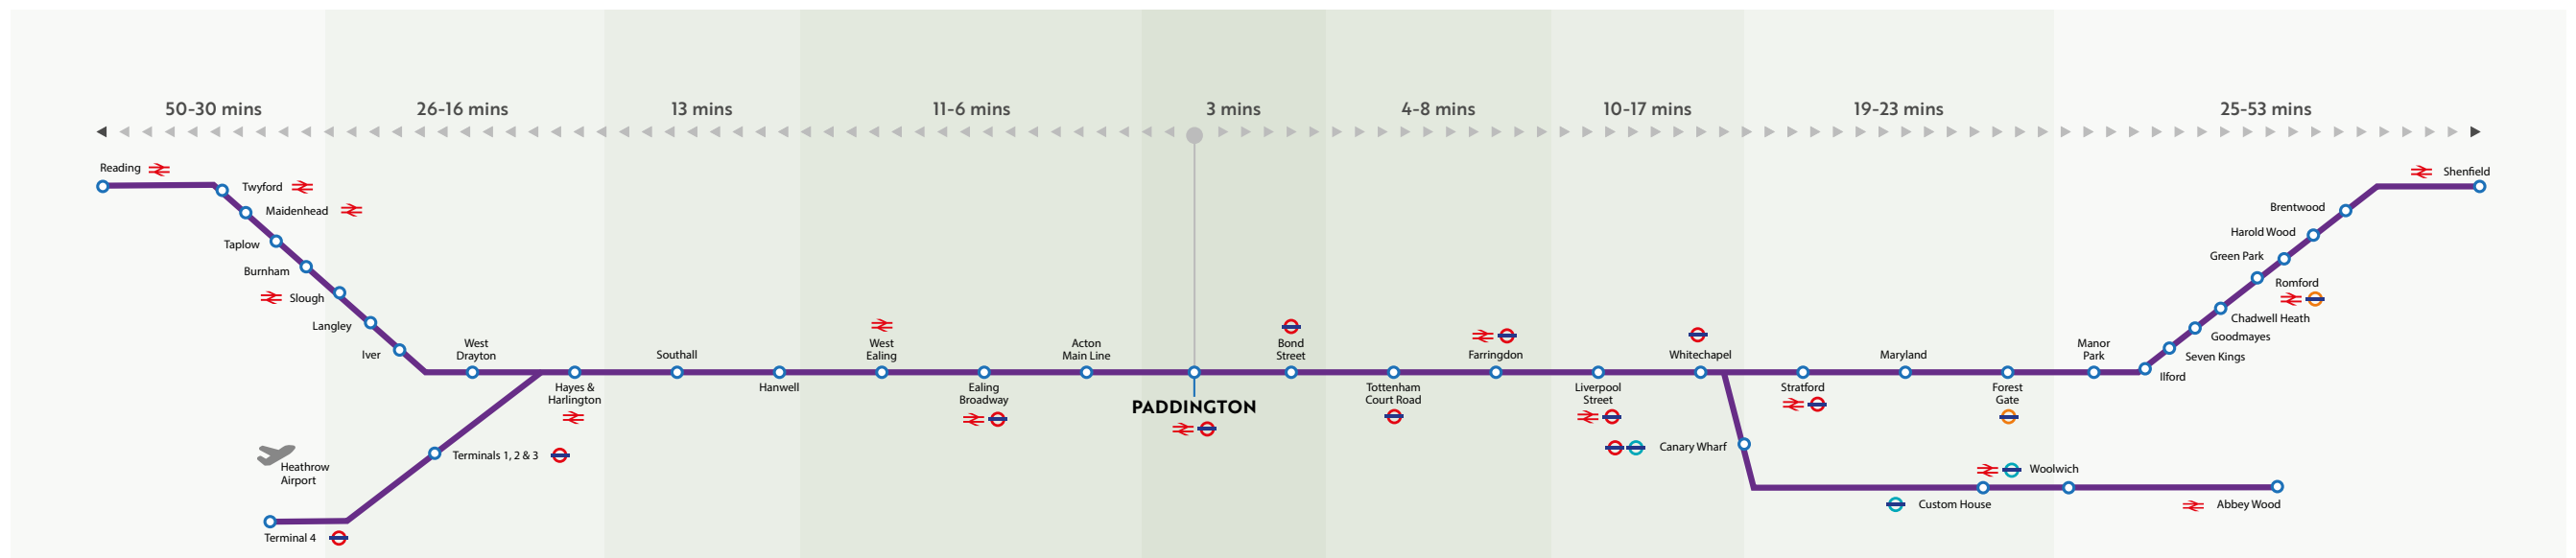 50-30 mins
26-16 mins
13 mins
11-6 mins
3 mins
4-8 mins
10-17 mins
19-23 mins
25-53 mins
Reading
Twyford
Maidenhead
Taplow
Burnham
Slough
Langley
Iver
West
Drayton
Hayes &
Harlington
Southall
Hanwell
West
Ealing
Ealing
Broadway
Acton
Main Line
PADDINGTON
Bond
Street
Tottenham
Court Road
Farringdon
Liverpool
Street
Whitechapel
Stratford
Maryland
Forest
Gate
Manor
Park
Ilford
Seven Kings
Goodmayes
Chadwell Heath
Romford
Green Park
Harold Wood
Brentwood
Shenfield
Heathrow
Airport
Terminals 1, 2 & 3
Terminal 4
Canary Wharf
Custom House
Woolwich
Abbey Wood